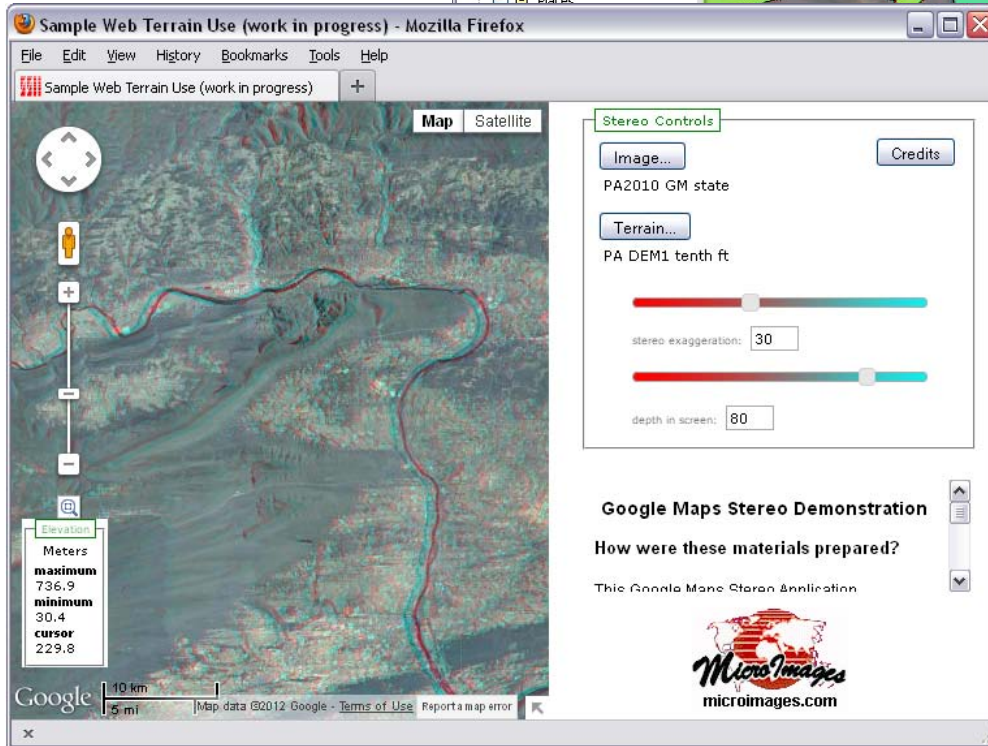 Places
Sample Web Terrain Use (work in progress) - Mozilla Firefox
File Edit View History Bookmarks Tools Help
Sample Web Terrain Use (work in progress)
Map Satellite
Stereo Controls
Image... Credits
PA2010 GM state
Terrain...
PA DEM1 tenth ft
stereo exaggeration: 30
depth in screen: 80
Elevation
Meters
maximum
736.9
minimum
30.4
cursor
229.8
Google
10 km
5 mi
Map data ©2012 Google - Terms of Use Report a map error
Google Maps Stereo Demonstration
How were these materials prepared?
This Google Maps Stereo Application
MicroImages
microimages.com